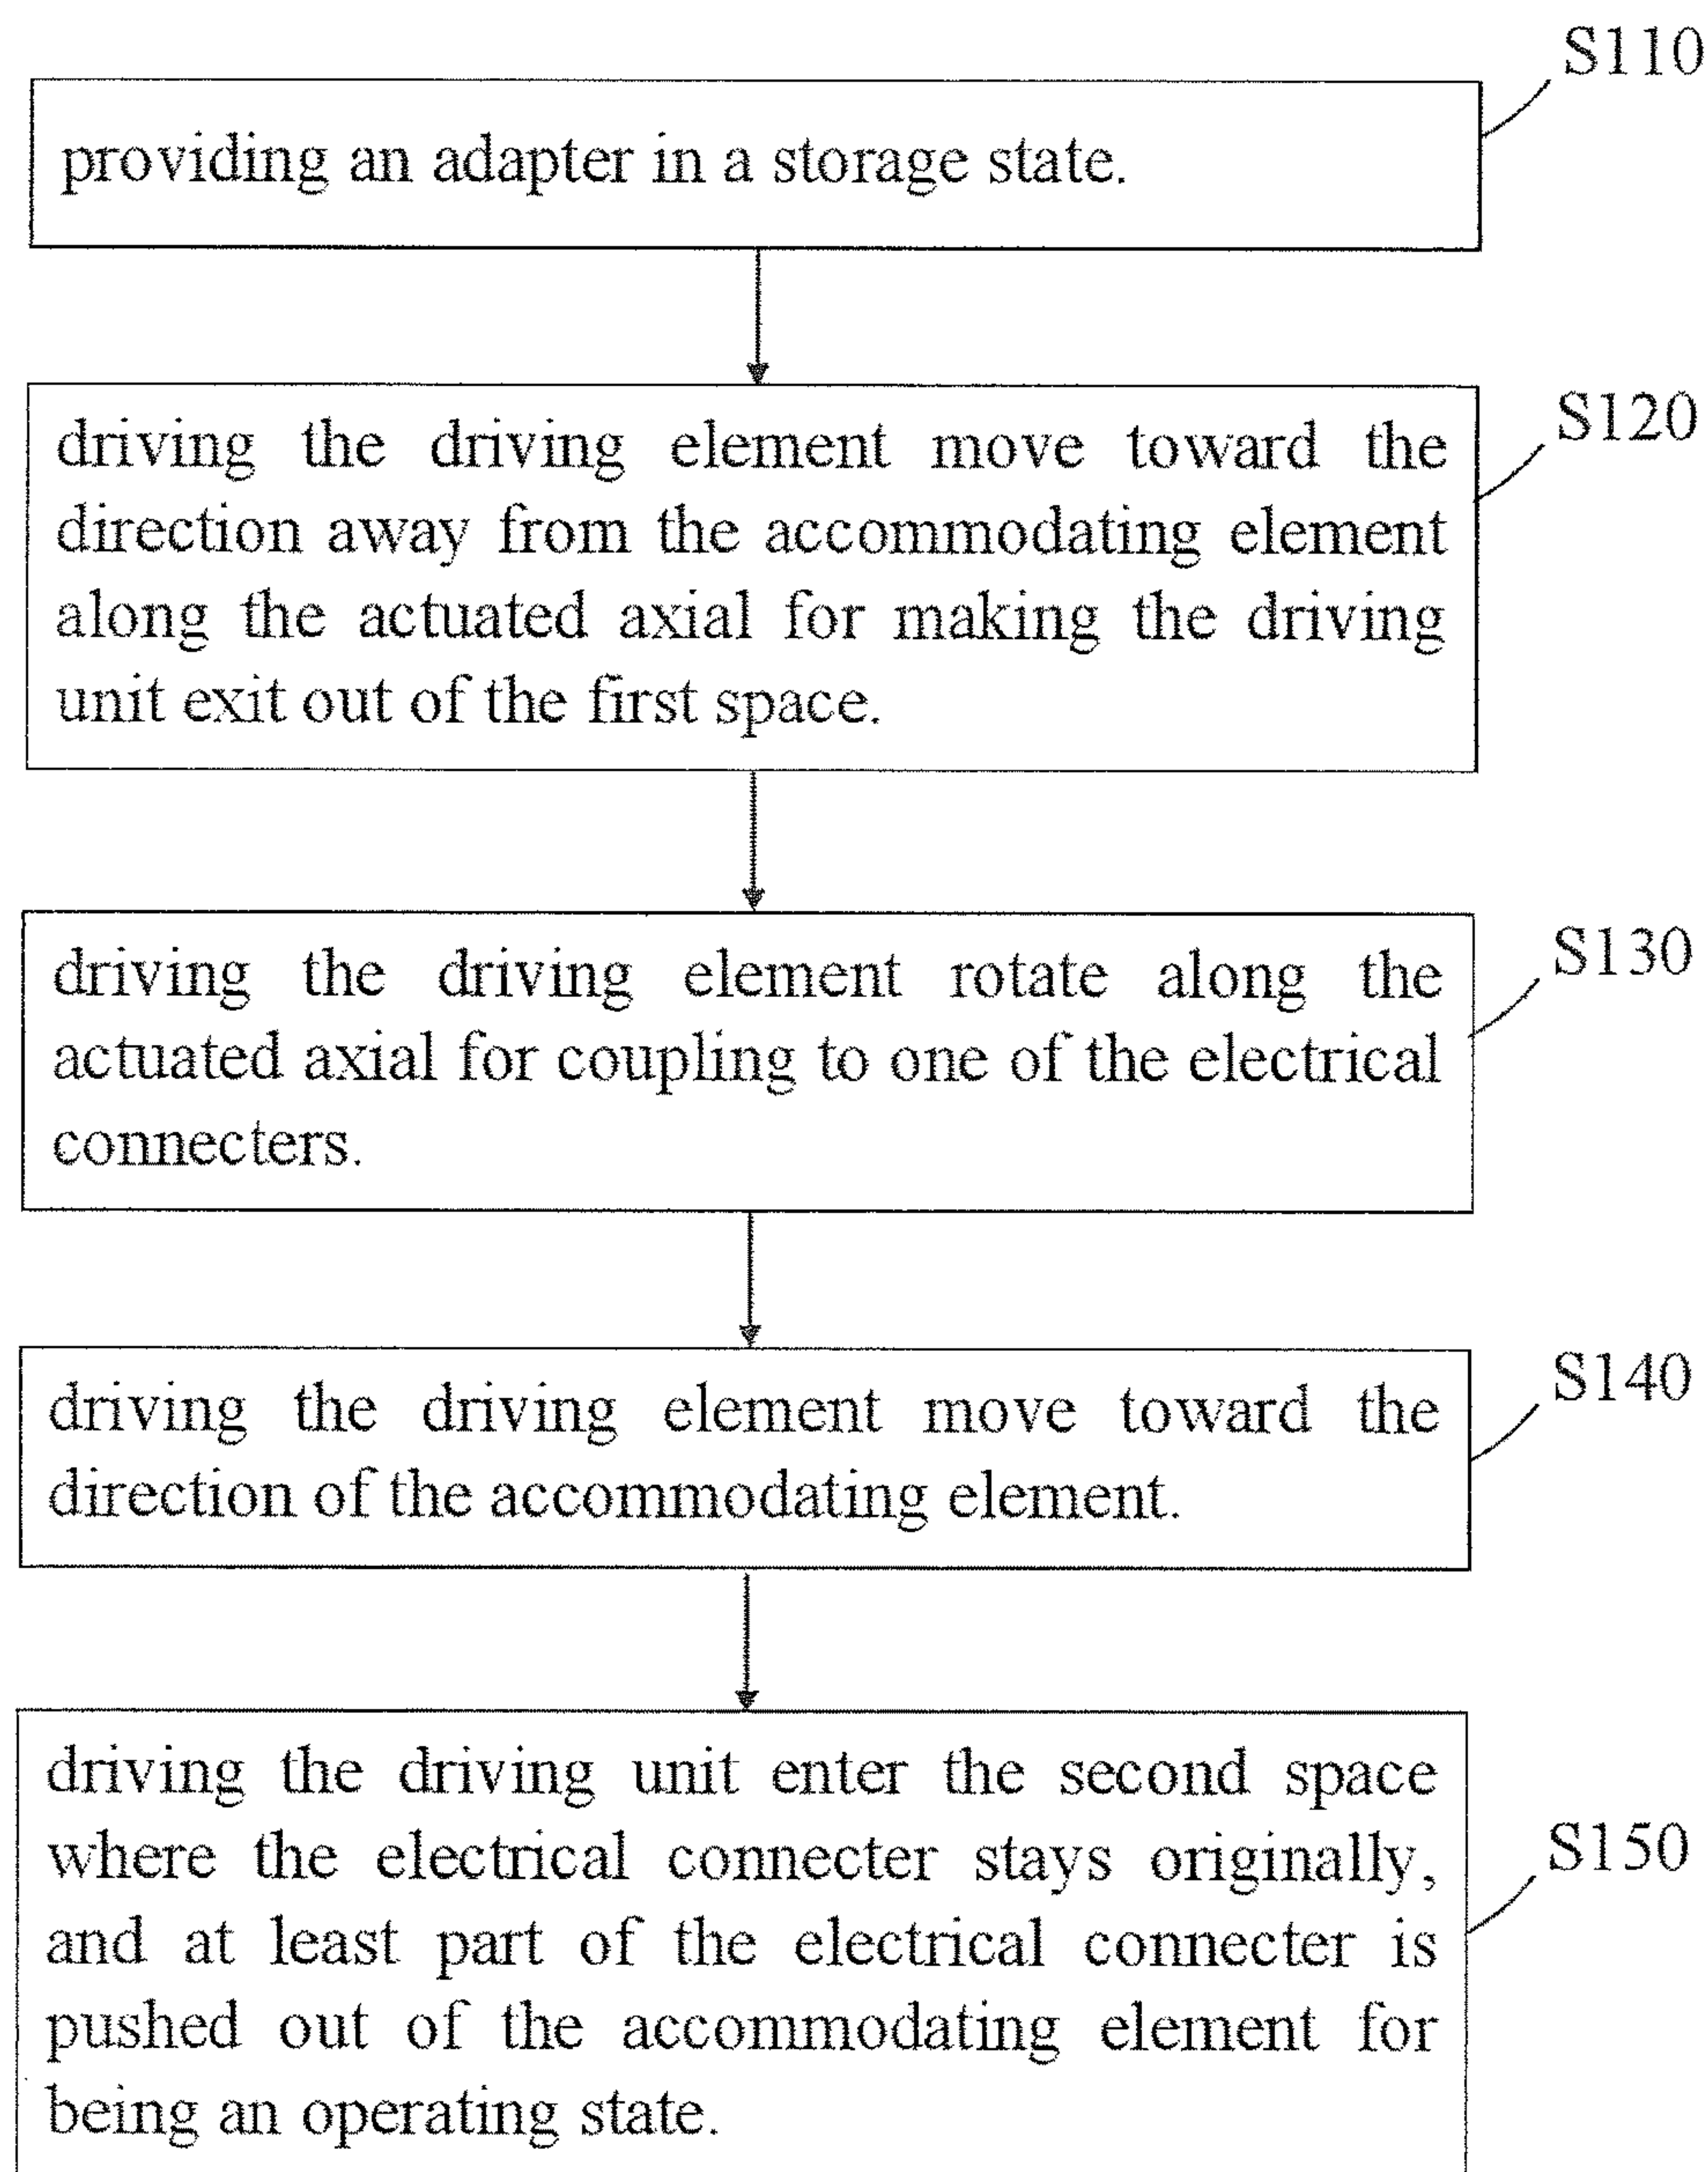 S110
providing an adapter in a storage state.
S120
driving the driving element move toward the
direction away from the accommodating element
along the actuated axial for making the driving
unit exit out of the first space.
S130
driving the driving element rotate along the
actuated axial for coupling to one of the electrical
connecters.
S140
driving the driving element move toward the
direction of the accommodating element.
S150
driving the driving unit enter the second space
where the electrical connecter stays originally,
and at least part of the electrical connecter is
pushed out of the accommodating element for
being an operating state.